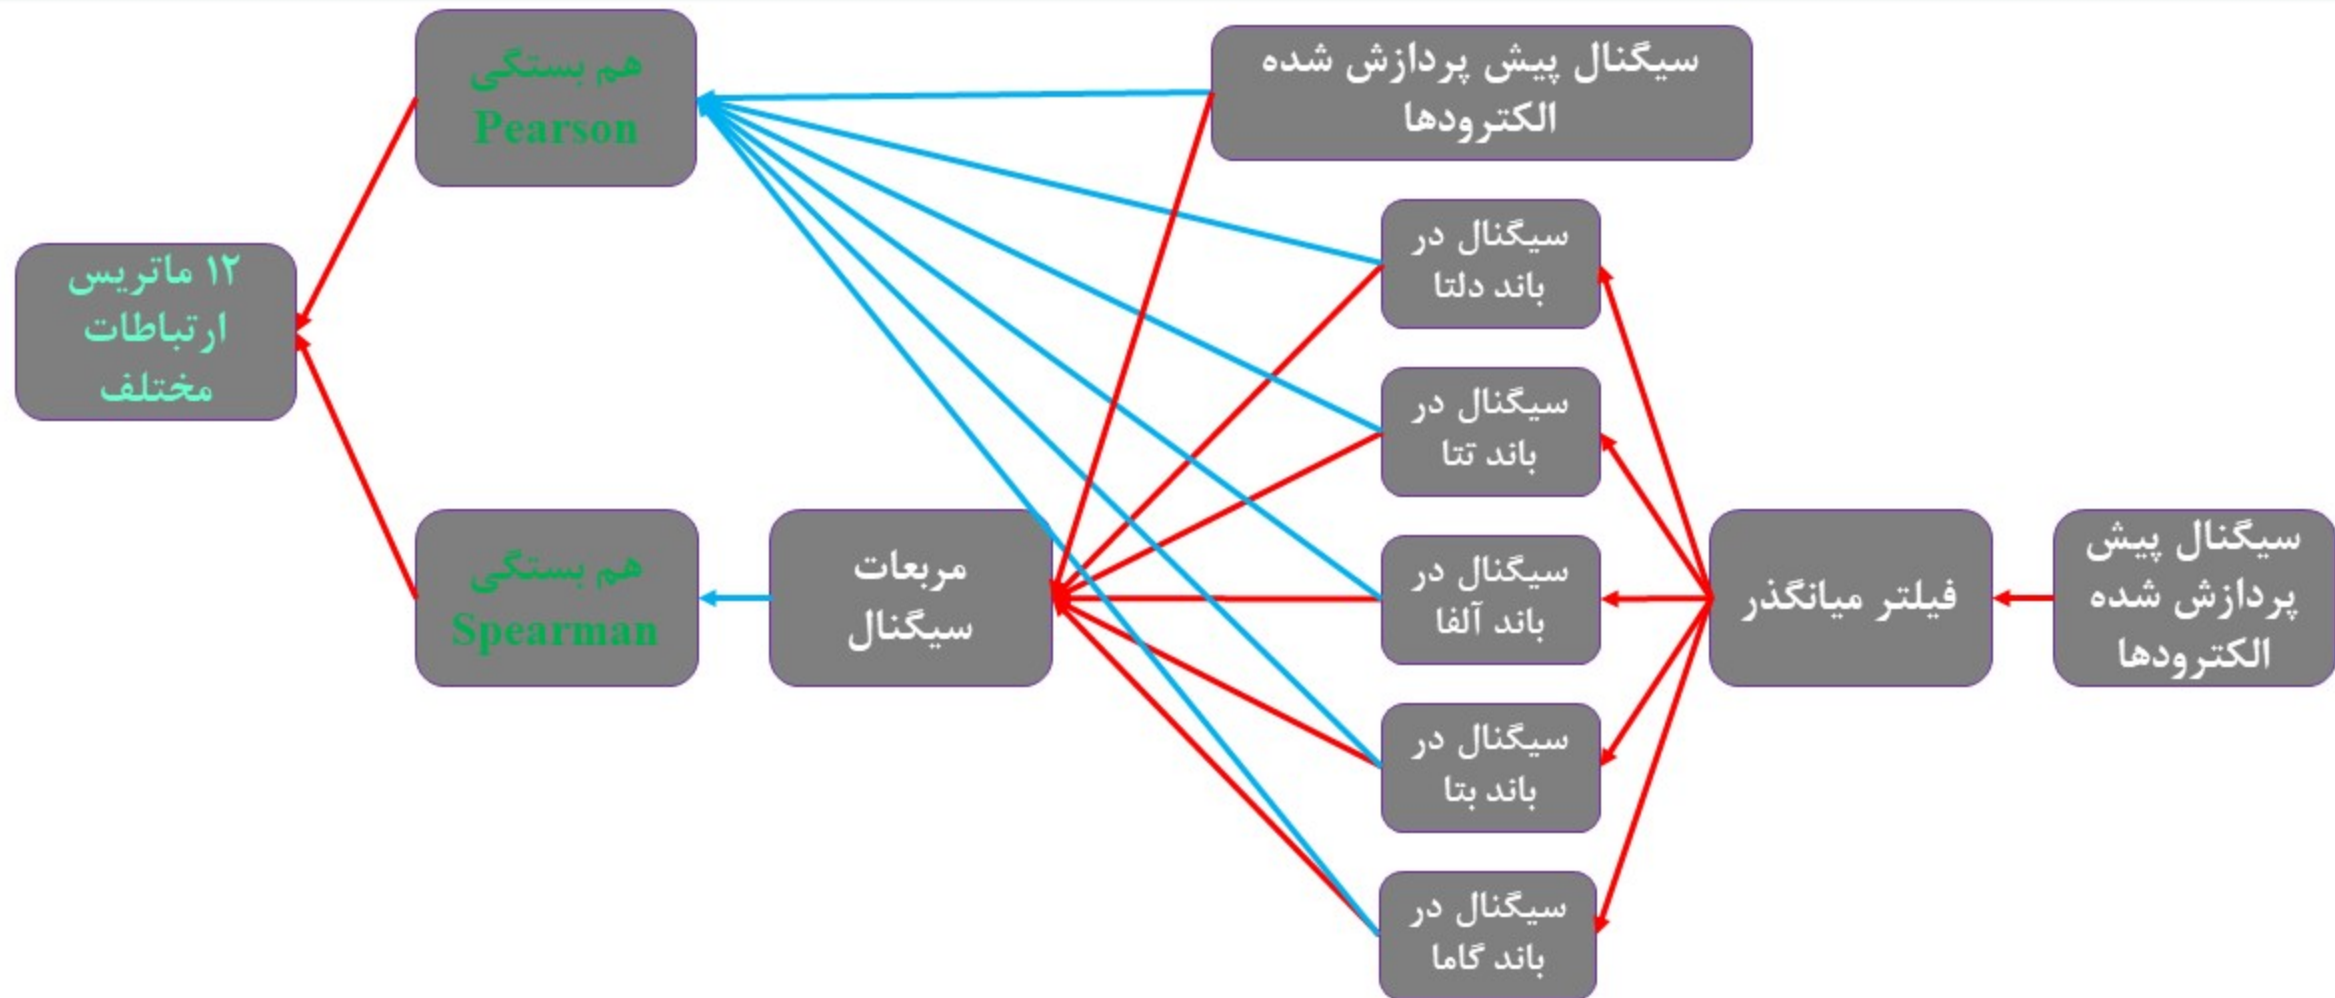 سیگنال پیش پردازش شده
الکترودها
هم بستگی
Pearson
سیگنال در
باند دلتا
۱۲ ماتریس
ارتباطات
مختلف
سیگنال در
باند تتا
سیگنال پیش
پردازش شده
الکترودها
فیلتر میانگذر
سیگنال در
باند آلفا
مربعات
سیگنال
هم بستگی
Spearman
سیگنال در
باند بتا
سیگنال در
باند گاما